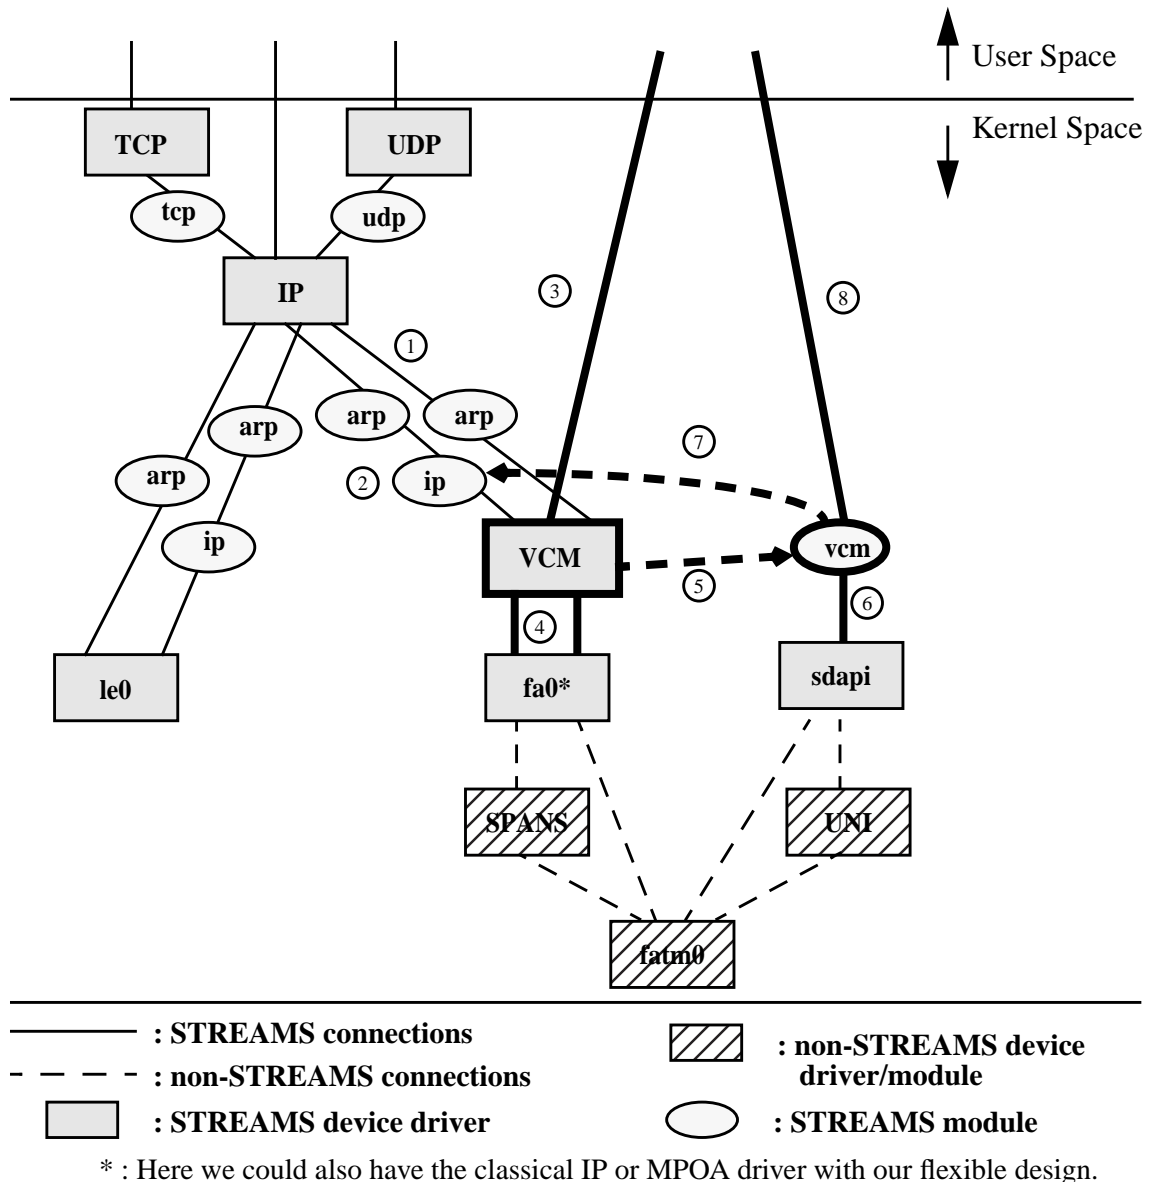 User Space
Kernel Space
TCP
UDP
tcp
udp
IP
3
8
1
arp
arp
arp
7
arp
2
ip
ip
VCM
vcm
5
4
6
le0
fa0*
sdapi
SPANS
UNI
fatm0
: STREAMS connections
: non-STREAMS device
driver/module
: non-STREAMS connections
: STREAMS device driver
: STREAMS module
* : Here we could also have the classical IP or MPOA driver with our flexible design.